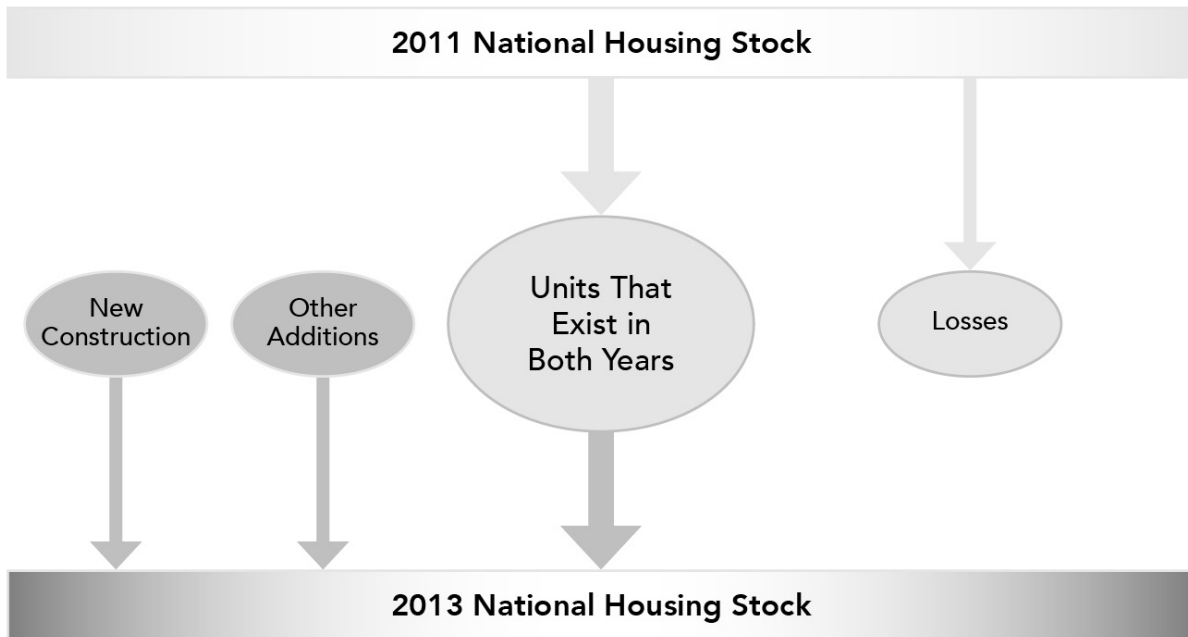 2011 National Housing Stock
New
Construction
Other
Additions
Units That
Exist in
Both Years
Losses
2013 National Housing Stock